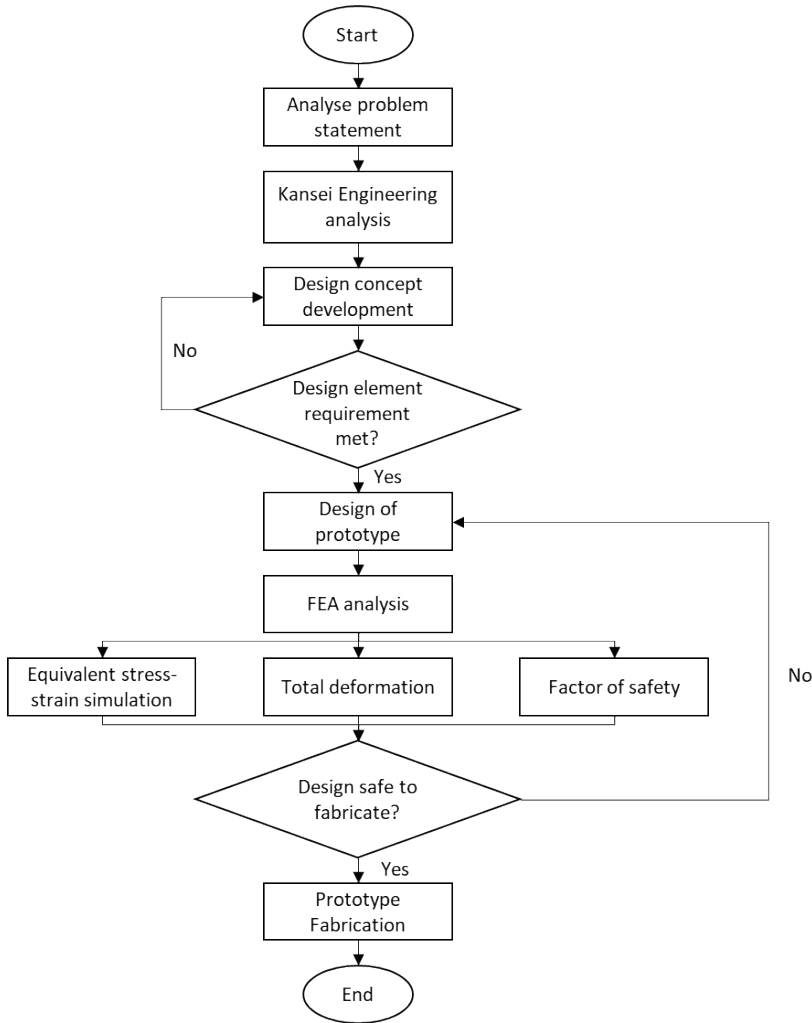 Start
Analyse problem
statement
Kansei Engineering
analysis
Design concept
development
No
Design element
requirement
met?
Yes
Design of
prototype
FEA analysis
Equivalent stress-
strain simulation
Total deformation
Factor of safety
No
Design safe to
fabricate?
Yes
Prototype
Fabrication
End